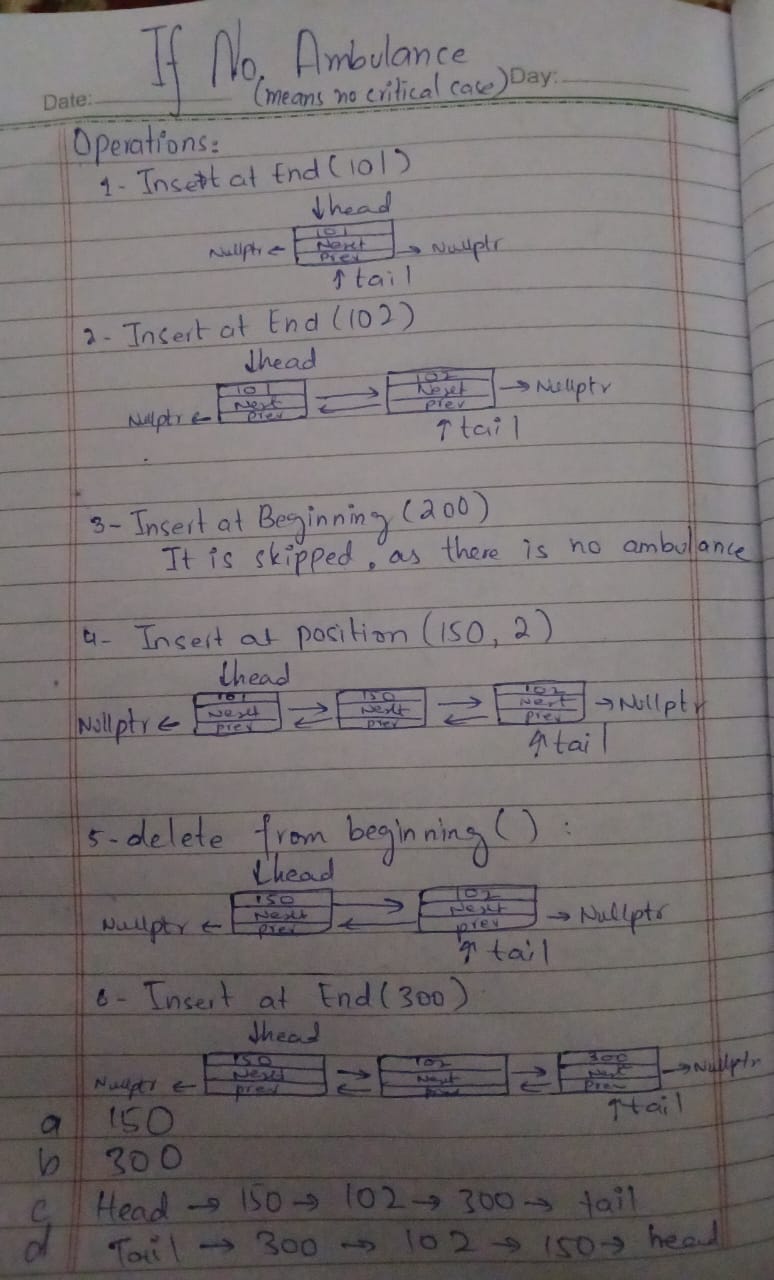 If No Ambulance
(means no critical case)
Date: Day:
Operations:
1- Insert at End (101)
↓head
101
Nullptr ← Next → Nullptr
Prev
↑ tail
2- Insert at End (102)
↓head
101 102
Next → Nullptr
Nullptr ← Next Prev
Prev
↑ tail
3- Insert at Beginning (200)
It is skipped, as there is no ambulance
4- Insert at position (150, 2)
↓head
101 150 102
Nullptr ← Next Next Next → Nullptr
Prev Prev Prev
↑ tail
5- delete from beginning () :
↓head
150 102
Nullptr ← Next Next → Nullptr
Prev prev
↑ tail
6- Insert at End (300)
↓head
150 102 300
Nullptr ← Next Next Next → Nullptr
prev prev Prev
↑tail
a 150
b 300
c Head → 150 → 102 → 300 → tail
d Tail → 300 → 102 → 150 → head